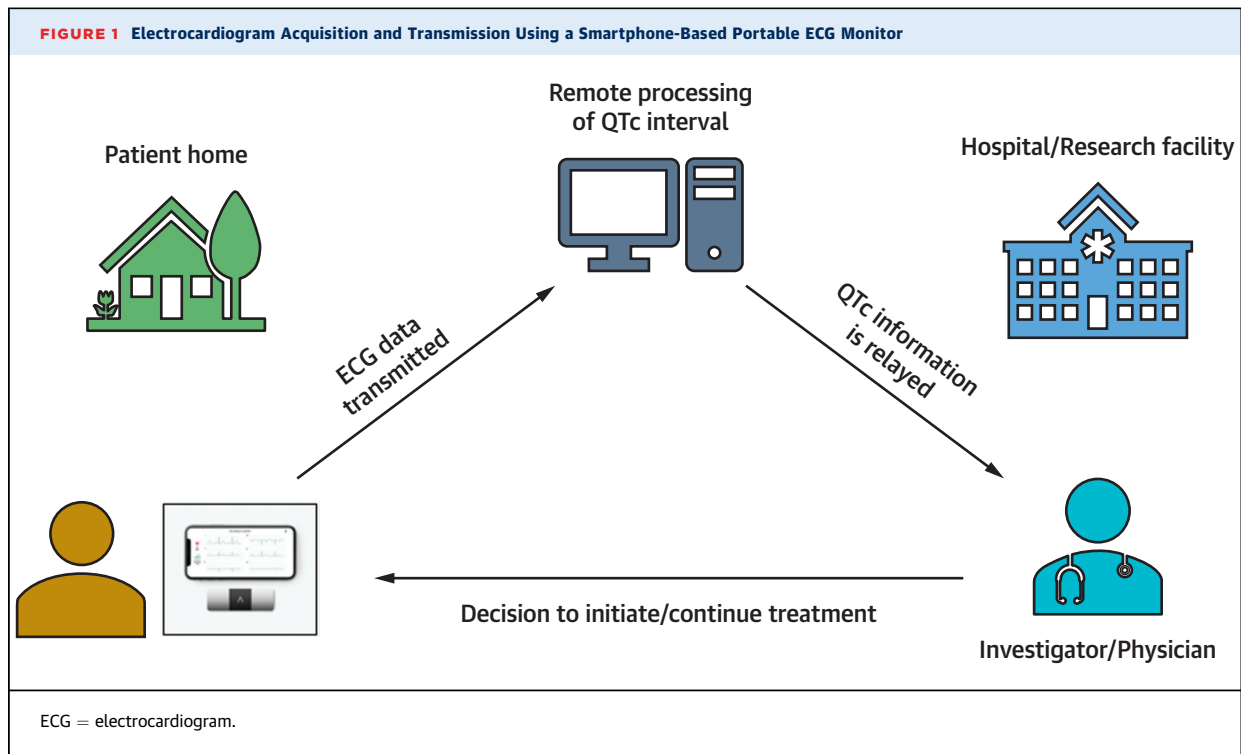 FIGURE 1 Electrocardiogram Acquisition and Transmission Using a Smartphone-Based Portable ECG Monitor
Remote processing
of QTc interval
Patient home
Hospital/Research facility
ECG data
transmitted
QTc information
is relayed
Decision to initiate/continue treatment
Investigator/Physician
ECG = electrocardiogram.